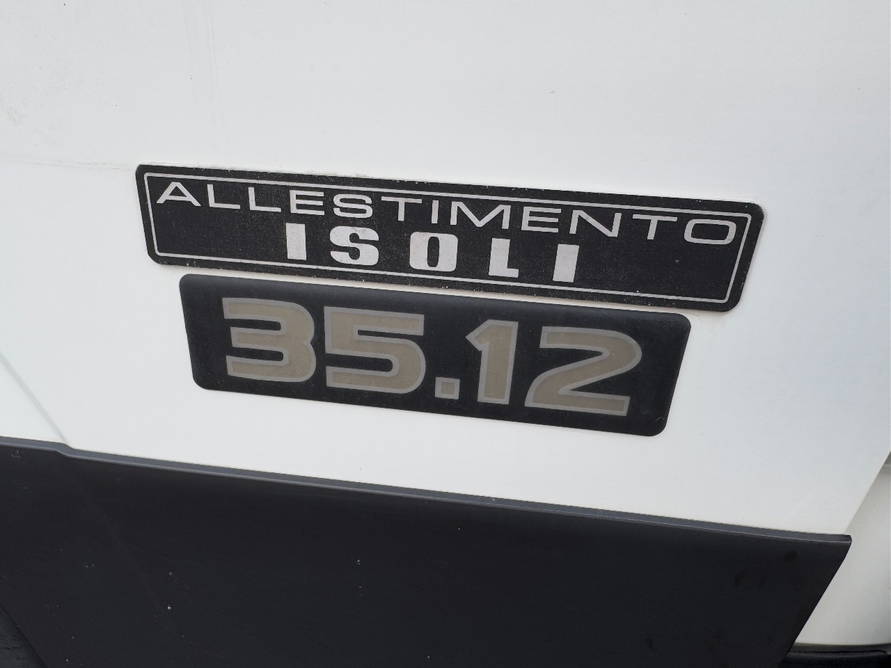 ALLESTIMENTO
ISOLI
35.12